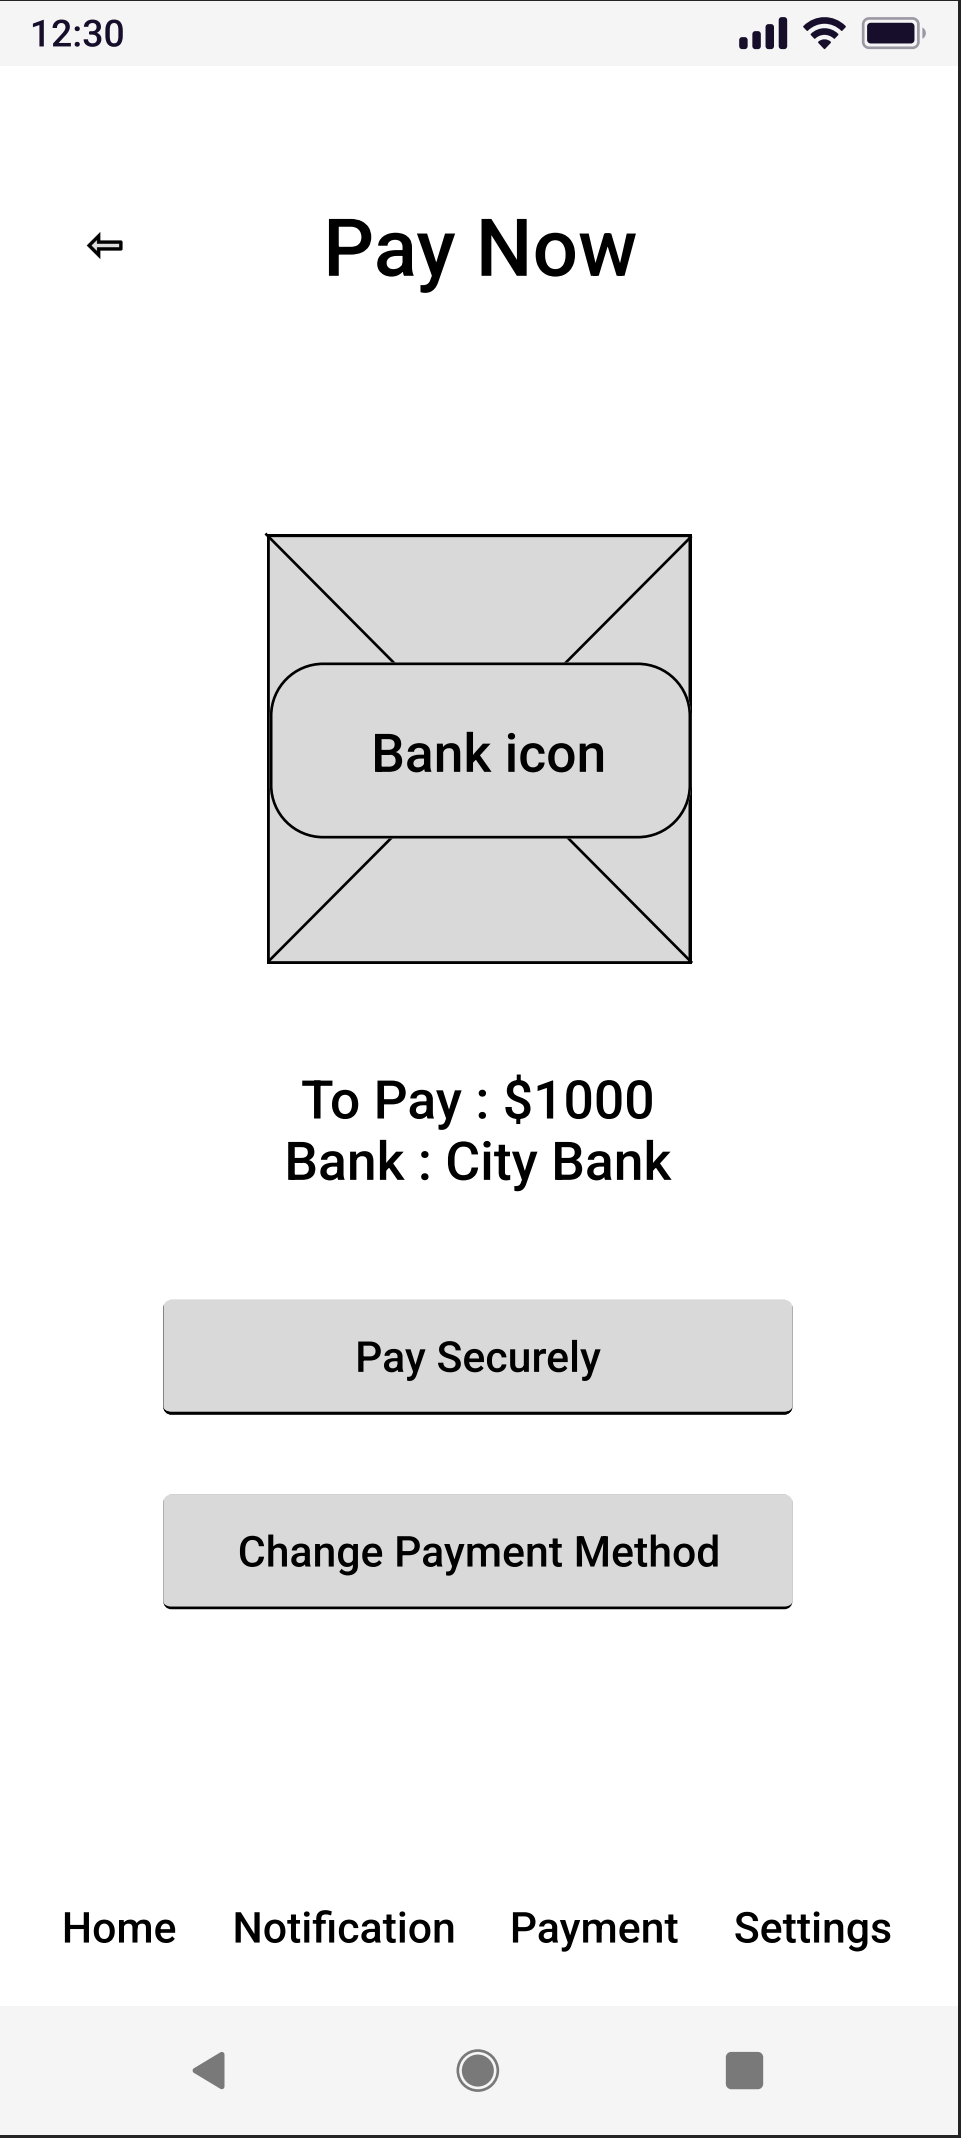 12:30
Pay Now
Bank icon
To Pay : $1000
Bank : City Bank
Pay Securely
Change Payment Method
Home Notification Payment Settings